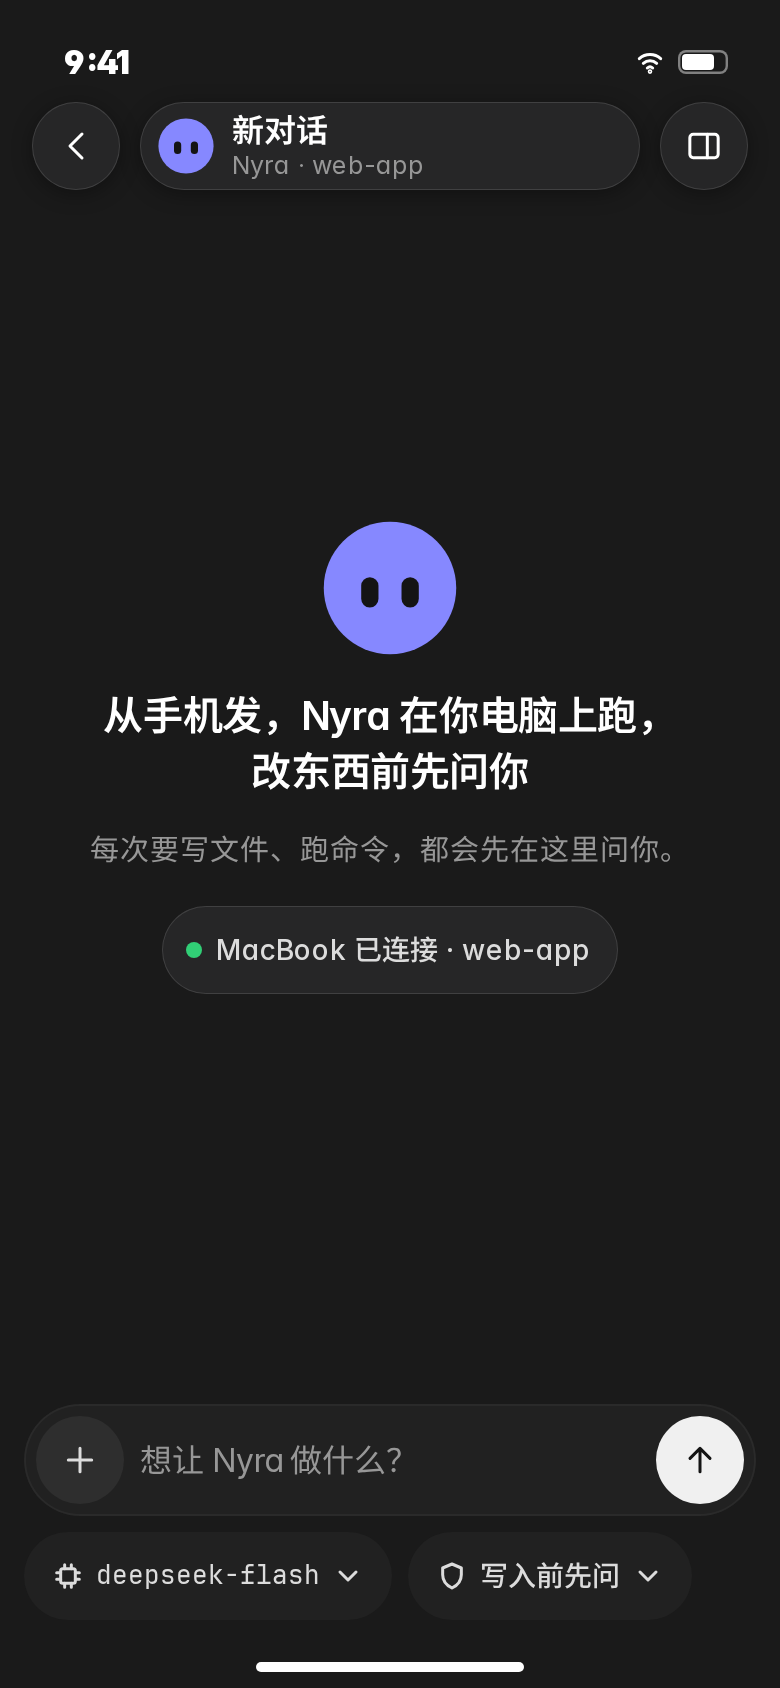 9:41
新对话
Nyra · web-app
从手机发，Nyra 在你电脑上跑，
改东西前先问你
每次要写文件、跑命令，都会先在这里问你。
MacBook 已连接 · web-app
想让 Nyra 做什么？
deepseek-flash
写入前先问